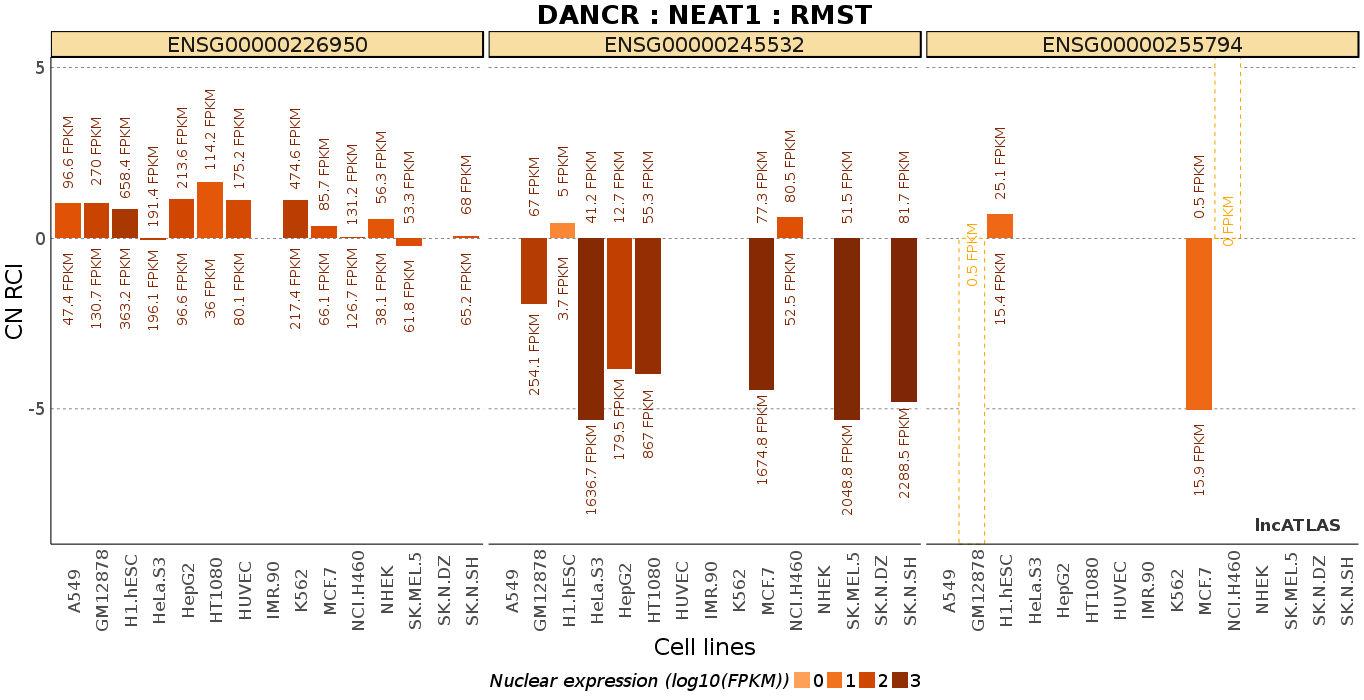 DANCR : NEAT1 : RMST
ENSG00000226950
ENSG00000245532
ENSG00000255794
CN RCI
5
0
-5
96.6 FPKM
270 FPKM
658.4 FPKM
191.4 FPKM
213.6 FPKM
114.2 FPKM
175.2 FPKM
474.6 FPKM
85.7 FPKM
131.2 FPKM
56.3 FPKM
53.3 FPKM
68 FPKM
47.4 FPKM
130.7 FPKM
363.2 FPKM
196.1 FPKM
96.6 FPKM
36 FPKM
80.1 FPKM
217.4 FPKM
66.1 FPKM
126.7 FPKM
38.1 FPKM
61.8 FPKM
65.2 FPKM
67 FPKM
5 FPKM
41.2 FPKM
12.7 FPKM
55.3 FPKM
77.3 FPKM
80.5 FPKM
51.5 FPKM
81.7 FPKM
254.1 FPKM
3.7 FPKM
1636.7 FPKM
179.5 FPKM
867 FPKM
1674.8 FPKM
52.5 FPKM
2048.8 FPKM
2288.5 FPKM
0.5 FPKM
25.1 FPKM
0.5 FPKM
0 FPKM
15.4 FPKM
15.9 FPKM
lncATLAS
A549
GM12878
H1.hESC
HeLa.S3
HepG2
HT1080
HUVEC
IMR.90
K562
MCF.7
NCI.H460
NHEK
SK.MEL.5
SK.N.DZ
SK.N.SH
A549
GM12878
H1.hESC
HeLa.S3
HepG2
HT1080
HUVEC
IMR.90
K562
MCF.7
NCI.H460
NHEK
SK.MEL.5
SK.N.DZ
SK.N.SH
A549
GM12878
H1.hESC
HeLa.S3
HepG2
HT1080
HUVEC
IMR.90
K562
MCF.7
NCI.H460
NHEK
SK.MEL.5
SK.N.DZ
SK.N.SH
Cell lines
Nuclear expression (log10(FPKM)) 0 1 2 3